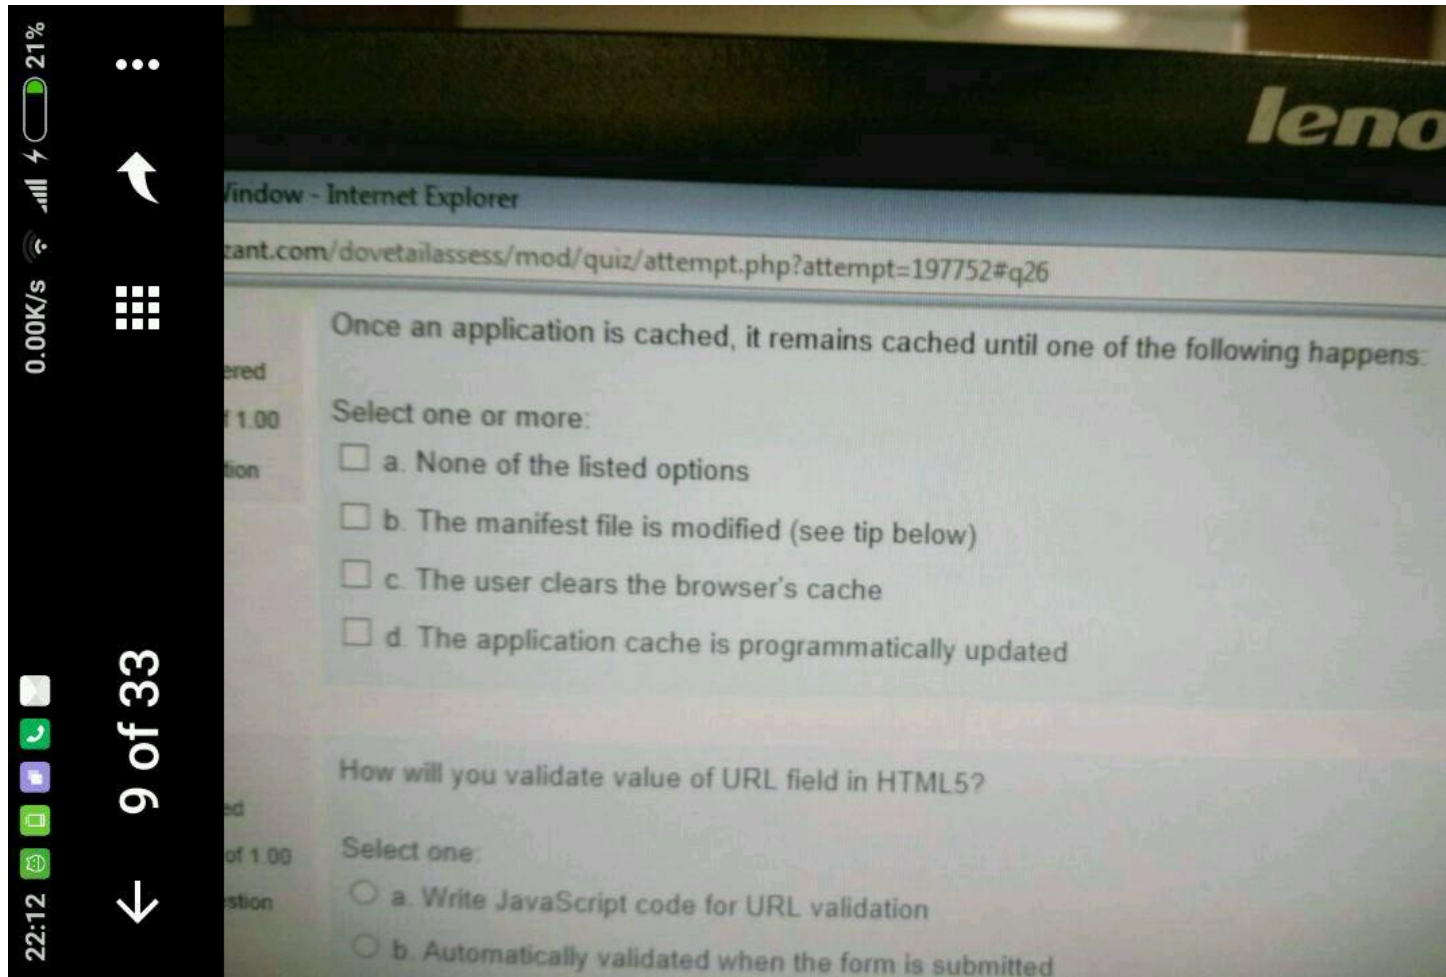 22:12
0.00K/s
21%
9 of 33
leno
Window - Internet Explorer
zant.com/dovetailassess/mod/quiz/attempt.php?attempt=197752#q26
Once an application is cached, it remains cached until one of the following happens:
ered
f 1.00
tion
Select one or more:
a. None of the listed options
b. The manifest file is modified (see tip below)
c. The user clears the browser's cache
d. The application cache is programmatically updated
How will you validate value of URL field in HTML5?
ed
of 1.00
stion
Select one:
a. Write JavaScript code for URL validation
b. Automatically validated when the form is submitted